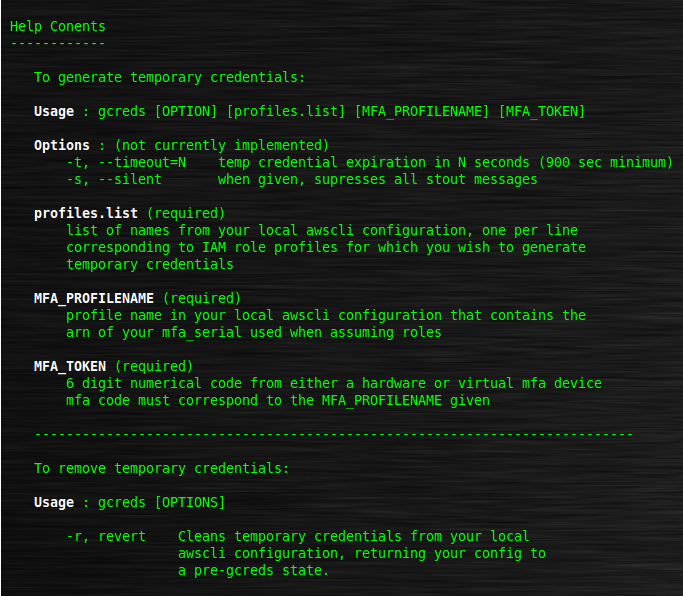 Help Conents
------------
To generate temporary credentials:
Usage : gcreds [OPTION] [profiles.list] [MFA_PROFILENAME] [MFA_TOKEN]
Options : (not currently implemented)
-t, --timeout=N    temp credential expiration in N seconds (900 sec minimum)
-s, --silent       when given, supresses all stout messages
profiles.list (required)
list of names from your local awscli configuration, one per line
corresponding to IAM role profiles for which you wish to generate
temporary credentials
MFA_PROFILENAME (required)
profile name in your local awscli configuration that contains the
arn of your mfa_serial used when assuming roles
MFA_TOKEN (required)
6 digit numerical code from either a hardware or virtual mfa device
mfa code must correspond to the MFA_PROFILENAME given
---------------------------------------------------------------------------
To remove temporary credentials:
Usage : gcreds [OPTIONS]
-r, revert    Cleans temporary credentials from your local
awscli configuration, returning your config to
a pre-gcreds state.